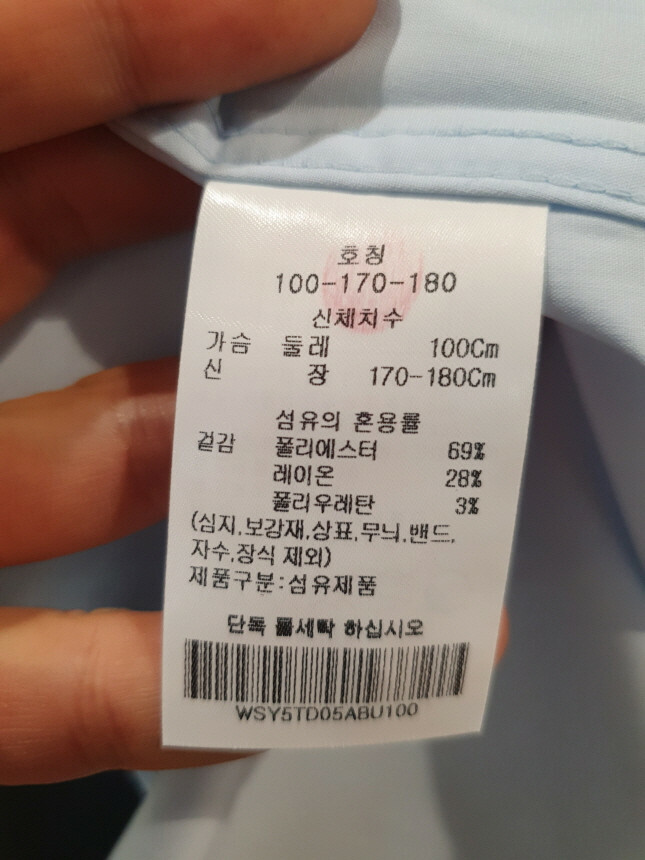 호칭
100-170-180
신체치수
가슴 둘레 100Cm
신 장 170-180Cm
섬유의 혼용률
겉감 폴리에스터 69%
레이온 28%
폴리우레탄 3%
(심지,보강재,상표,무늬,밴드,
자수,장식 제외)
제품구분:섬유제품
단독 물세탁 하십시오
WSY5TD05ABU100